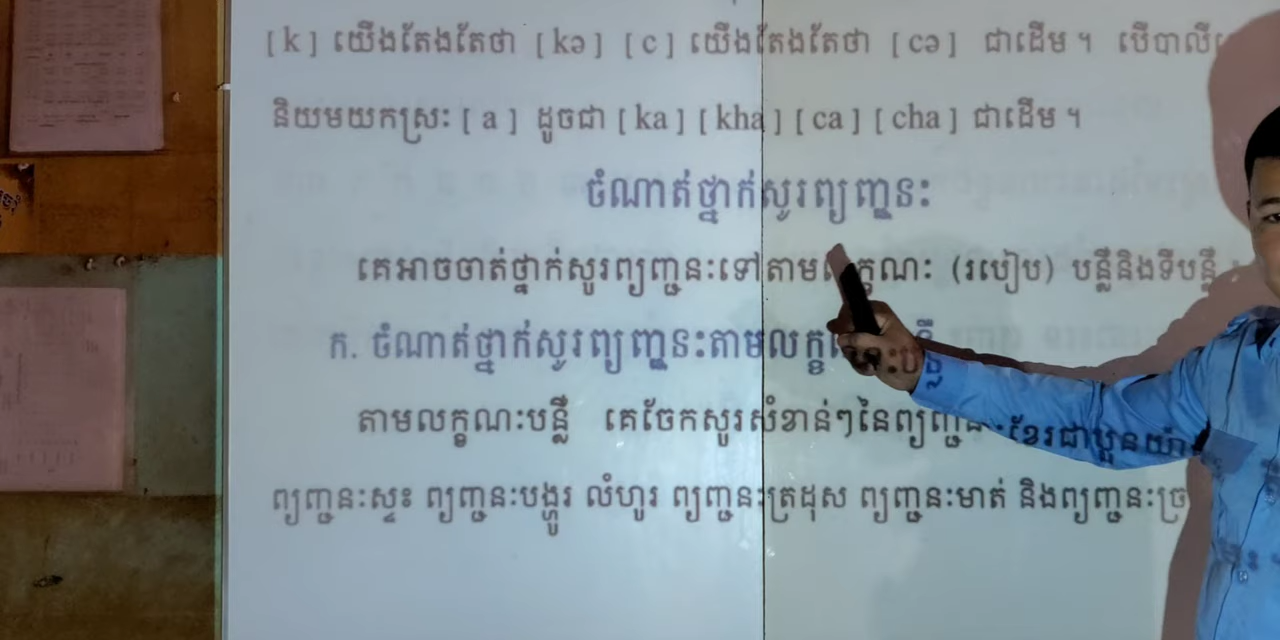 [ k ] យើងតែងតែថា [ kə ] [ c ] យើងតែងតែថា [ cə ] ជាដើម ។ បើបាលី
និយមយកស្រៈ [ a ] ដូចជា [ ka ] [ kha ] [ ca ] [ cha ] ជាដើម ។
ចំណាត់ថ្នាក់សូរព្យញ្ជនៈ
គេអាចចាត់ថ្នាក់សូរព្យញ្ជនៈទៅតាមលក្ខណៈ (របៀប) បន្លឺនិងទីបន្លឺ
ក. ចំណាត់ថ្នាក់សូរព្យញ្ជនៈតាមលក្ខណៈបន្លឺ
តាមលក្ខណៈបន្លឺ គេចែកសូរសំខាន់ៗនៃព្យញ្ជនៈខ្មែរជាបួនយ៉ាង
ព្យញ្ជនៈស្ទះ ព្យញ្ជនៈបង្ហូរ លំហូរ ព្យញ្ជនៈត្រដុស ព្យញ្ជនៈមាត់ និងព្យញ្ជនៈច្រ